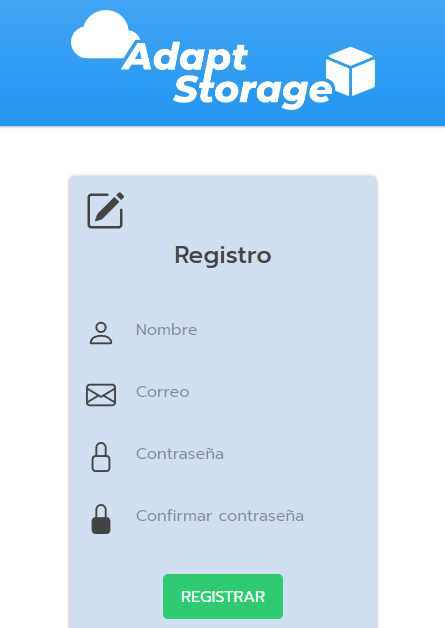 Adapt
Storage
Registro
Nombre
Correo
Contraseña
Confirmar contraseña
REGISTRAR